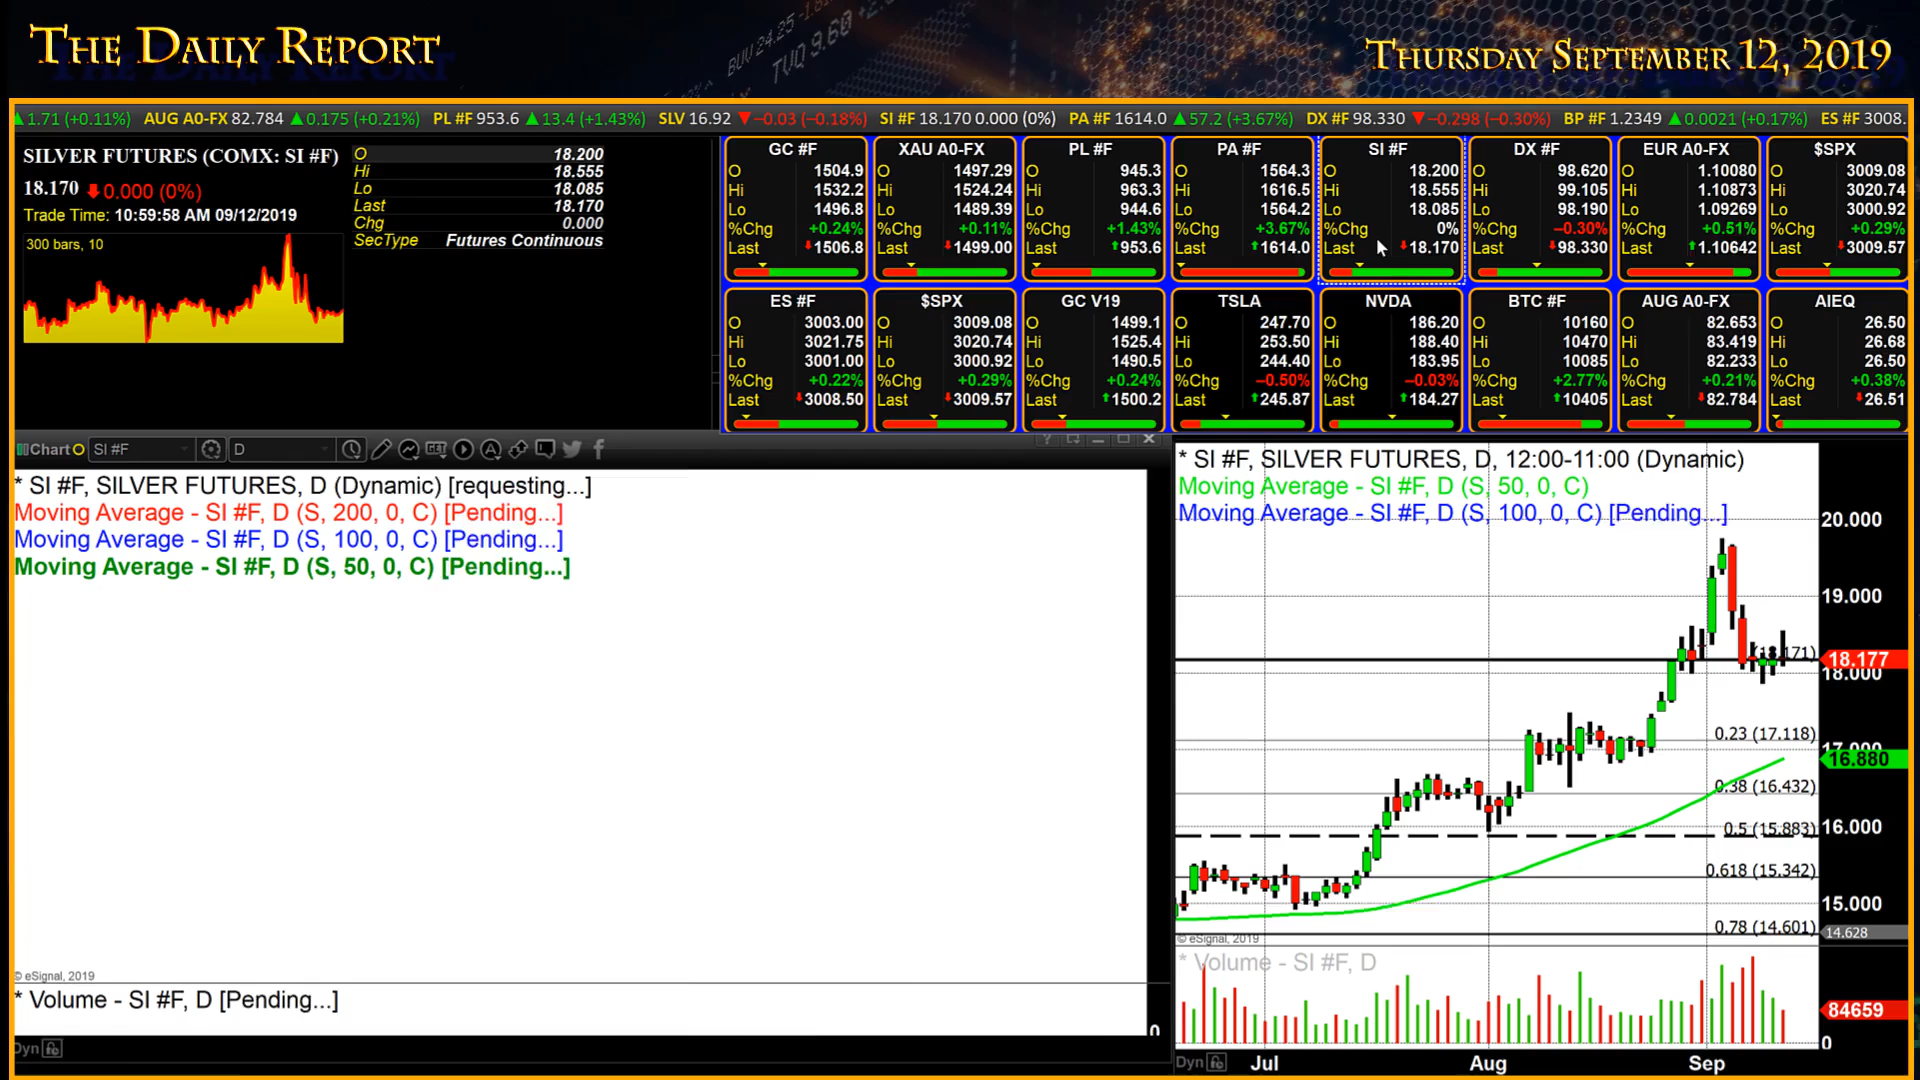 THE DAILY REPORT
THURSDAY SEPTEMBER 12, 2019
BUY 24.25 -1.81
TVQ 9.60
▲1.71 (+0.11%) AUG A0-FX 82.784 ▲0.175 (+0.21%) PL #F 953.6 ▲13.4 (+1.43%) SLV 16.92 ▼−0.03 (−0.18%) SI #F 18.170 0.000 (0%) PA #F 1614.0 ▲57.2 (+3.67%) DX #F 98.330 ▼−0.298 (−0.30%) BP #F 1.2349 ▲0.0021 (+0.17%) ES #F 3008.
SILVER FUTURES (COMX: SI #F)
18.170 0.000 (0%)
Trade Time: 10:59:58 AM 09/12/2019
300 bars, 10
O 18.200
Hi 18.555
Lo 18.085
Last 18.170
Chg 0.000
SecType Futures Continuous
GC #F
O 1504.9
Hi 1532.2
Lo 1496.8
%Chg +0.24%
Last 1506.8
XAU A0-FX
O 1497.29
Hi 1524.24
Lo 1489.39
%Chg +0.11%
Last 1499.00
PL #F
O 945.3
Hi 963.3
Lo 944.6
%Chg +1.43%
Last 953.6
PA #F
O 1564.3
Hi 1616.5
Lo 1564.2
%Chg +3.67%
Last 1614.0
SI #F
O 18.200
Hi 18.555
Lo 18.085
%Chg 0%
Last 18.170
DX #F
O 98.620
Hi 99.105
Lo 98.190
%Chg −0.30%
Last 98.330
EUR A0-FX
O 1.10080
Hi 1.10873
Lo 1.09269
%Chg +0.51%
Last 1.10642
$SPX
O 3009.08
Hi 3020.74
Lo 3000.92
%Chg +0.29%
Last 3009.57
ES #F
O 3003.00
Hi 3021.75
Lo 3001.00
%Chg +0.22%
Last 3008.50
$SPX
O 3009.08
Hi 3020.74
Lo 3000.92
%Chg +0.29%
Last 3009.57
GC V19
O 1499.1
Hi 1525.4
Lo 1490.5
%Chg +0.24%
Last 1500.2
TSLA
O 247.70
Hi 253.50
Lo 244.40
%Chg −0.50%
Last 245.87
NVDA
O 186.20
Hi 188.40
Lo 183.95
%Chg −0.03%
Last 184.27
BTC #F
O 10160
Hi 10470
Lo 10085
%Chg +2.77%
Last 10405
AUG A0-FX
O 82.653
Hi 83.419
Lo 82.233
%Chg +0.21%
Last 82.784
AIEQ
O 26.50
Hi 26.68
Lo 26.50
%Chg +0.38%
Last 26.51
Chart SI #F D GET A
* SI #F, SILVER FUTURES, D (Dynamic) [requesting...]
Moving Average - SI #F, D (S, 200, 0, C) [Pending...]
Moving Average - SI #F, D (S, 100, 0, C) [Pending...]
Moving Average - SI #F, D (S, 50, 0, C) [Pending...]
© eSignal, 2019
* Volume - SI #F, D [Pending...]
0
Dyn
* SI #F, SILVER FUTURES, D, 12:00-11:00 (Dynamic)
Moving Average - SI #F, D (S, 50, 0, C)
Moving Average - SI #F, D (S, 100, 0, C) [Pending...]
20.000
19.000
18.177
18.000
0.23 (17.118)
17.000
16.880
0.38 (16.432)
16.000
0.5 (15.883)
0.618 (15.342)
15.000
0.78 (14.601)
14.628
© eSignal, 2019
* Volume - SI #F, D
84659
0
Dyn Jul Aug Sep